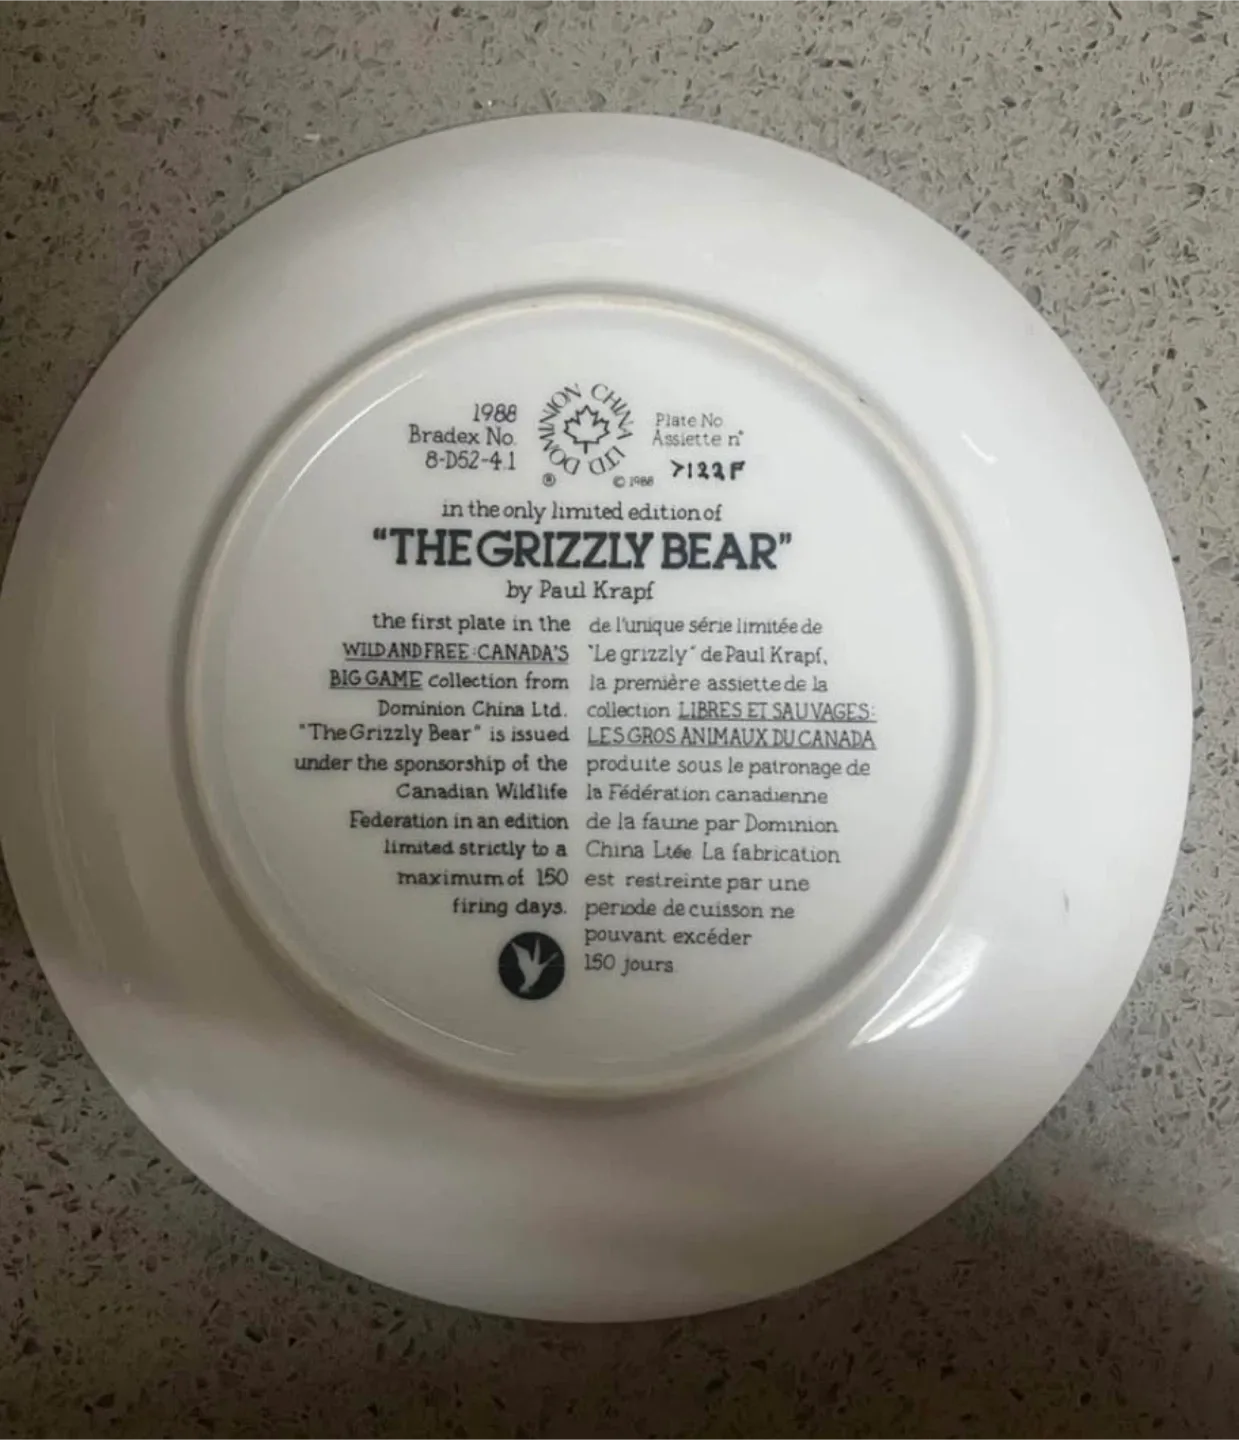 1988
Bradex No.
8-D52-4.1
DOMINION CHINA LTD
®
© 1988
Plate No
Assiette n°
7122F
in the only limited edition of
"THE GRIZZLY BEAR"
by Paul Krapf
the first plate in the
WILD AND FREE: CANADA'S
BIG GAME collection from
Dominion China Ltd.
"The Grizzly Bear" is issued
under the sponsorship of the
Canadian Wildlife
Federation in an edition
limited strictly to a
maximum of 150
firing days.
de l'unique série limitée de
"Le grizzly" de Paul Krapf,
la première assiette de la
collection LIBRES ET SAUVAGES:
LES GROS ANIMAUX DU CANADA
produite sous le patronage de
la Fédération canadienne
de la faune par Dominion
China Ltée. La fabrication
est restreinte par une
periode de cuisson ne
pouvant excéder
150 jours.